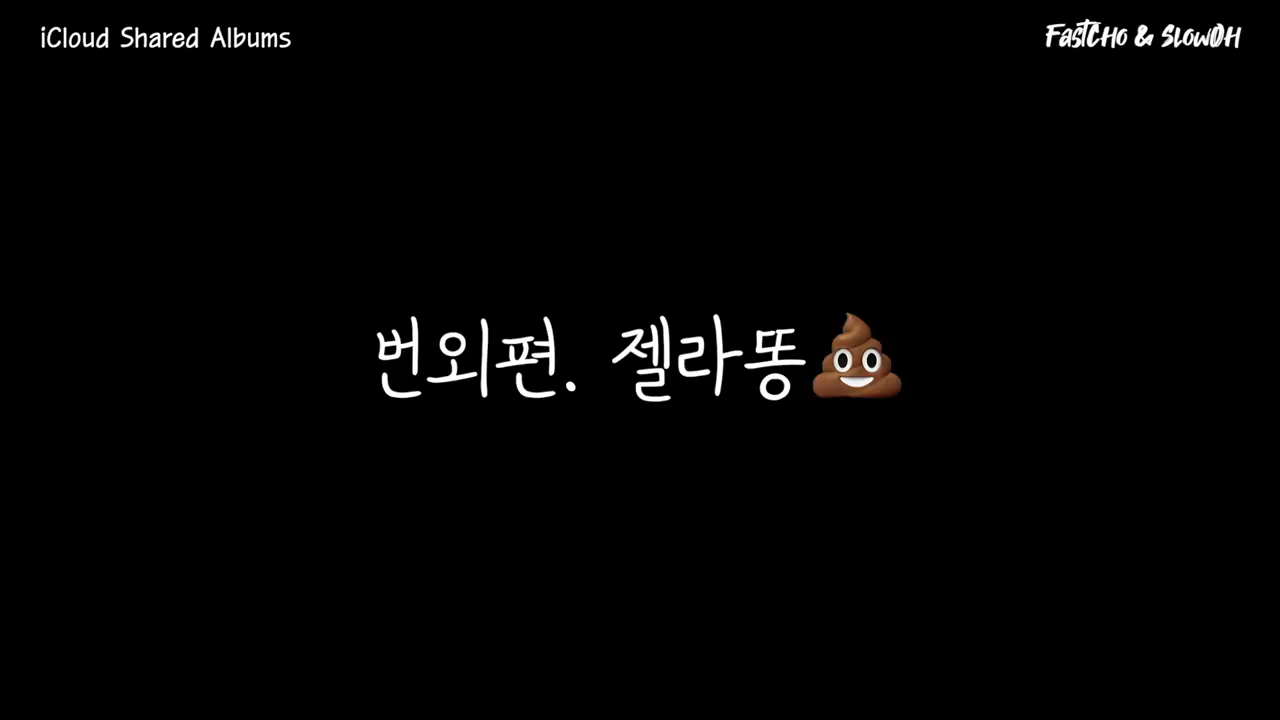 iCloud Shared Albums
FastCho & SlowOH
번외편. 젤라똥💩